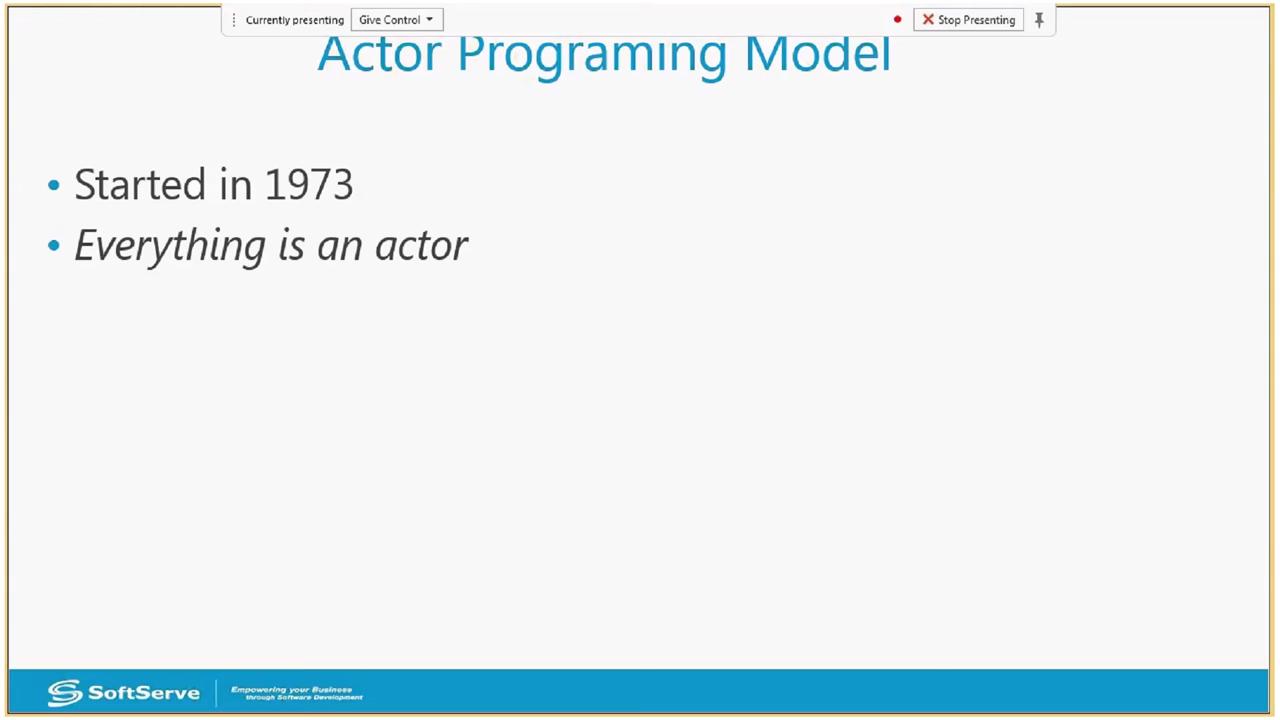 Currently presenting
Give Control
Stop Presenting
Actor Programing Model
• Started in 1973
• Everything is an actor
SoftServe
Empowering your Business
through Software Development